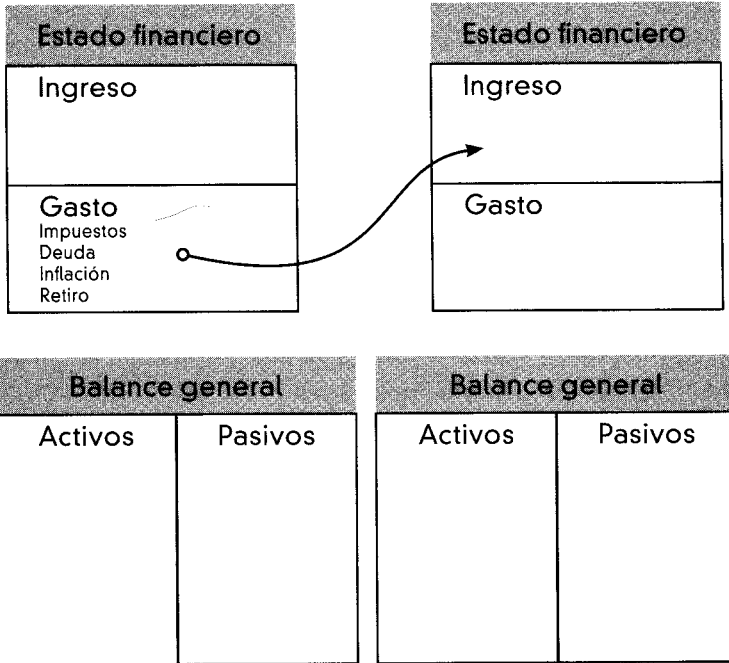 Estado financiero
Ingreso
Gasto
Impuestos
Deuda
Inflación
Retiro
Estado financiero
Ingreso
Gasto
Balance general
Activos
Pasivos
Balance general
Activos
Pasivos